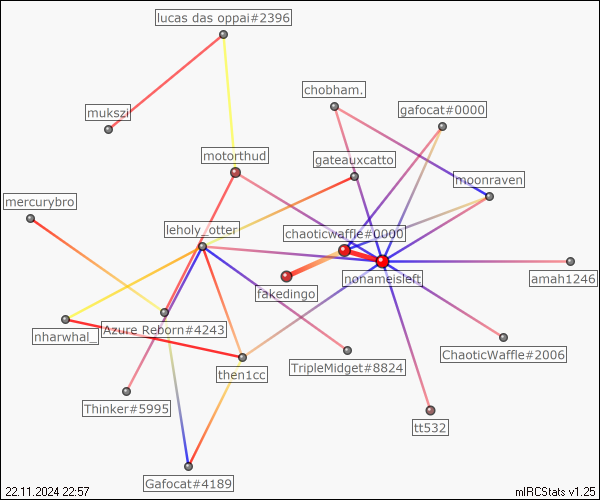 lucas das oppai#2396
chobham.
mukszi
gafocat#0000
motorthud
gateauxcatto
moonraven
mercurybro
leholy_otter
chaoticwaffle#0000
nonameisleft
amah1246
fakedingo
nharwhal_
Azure Reborn#4243
ChaoticWaffle#2006
TripleMidget#8824
then1cc
Thinker#5995
tt532
Gafocat#4189
22.11.2024 22:57
mIRCStats v1.25